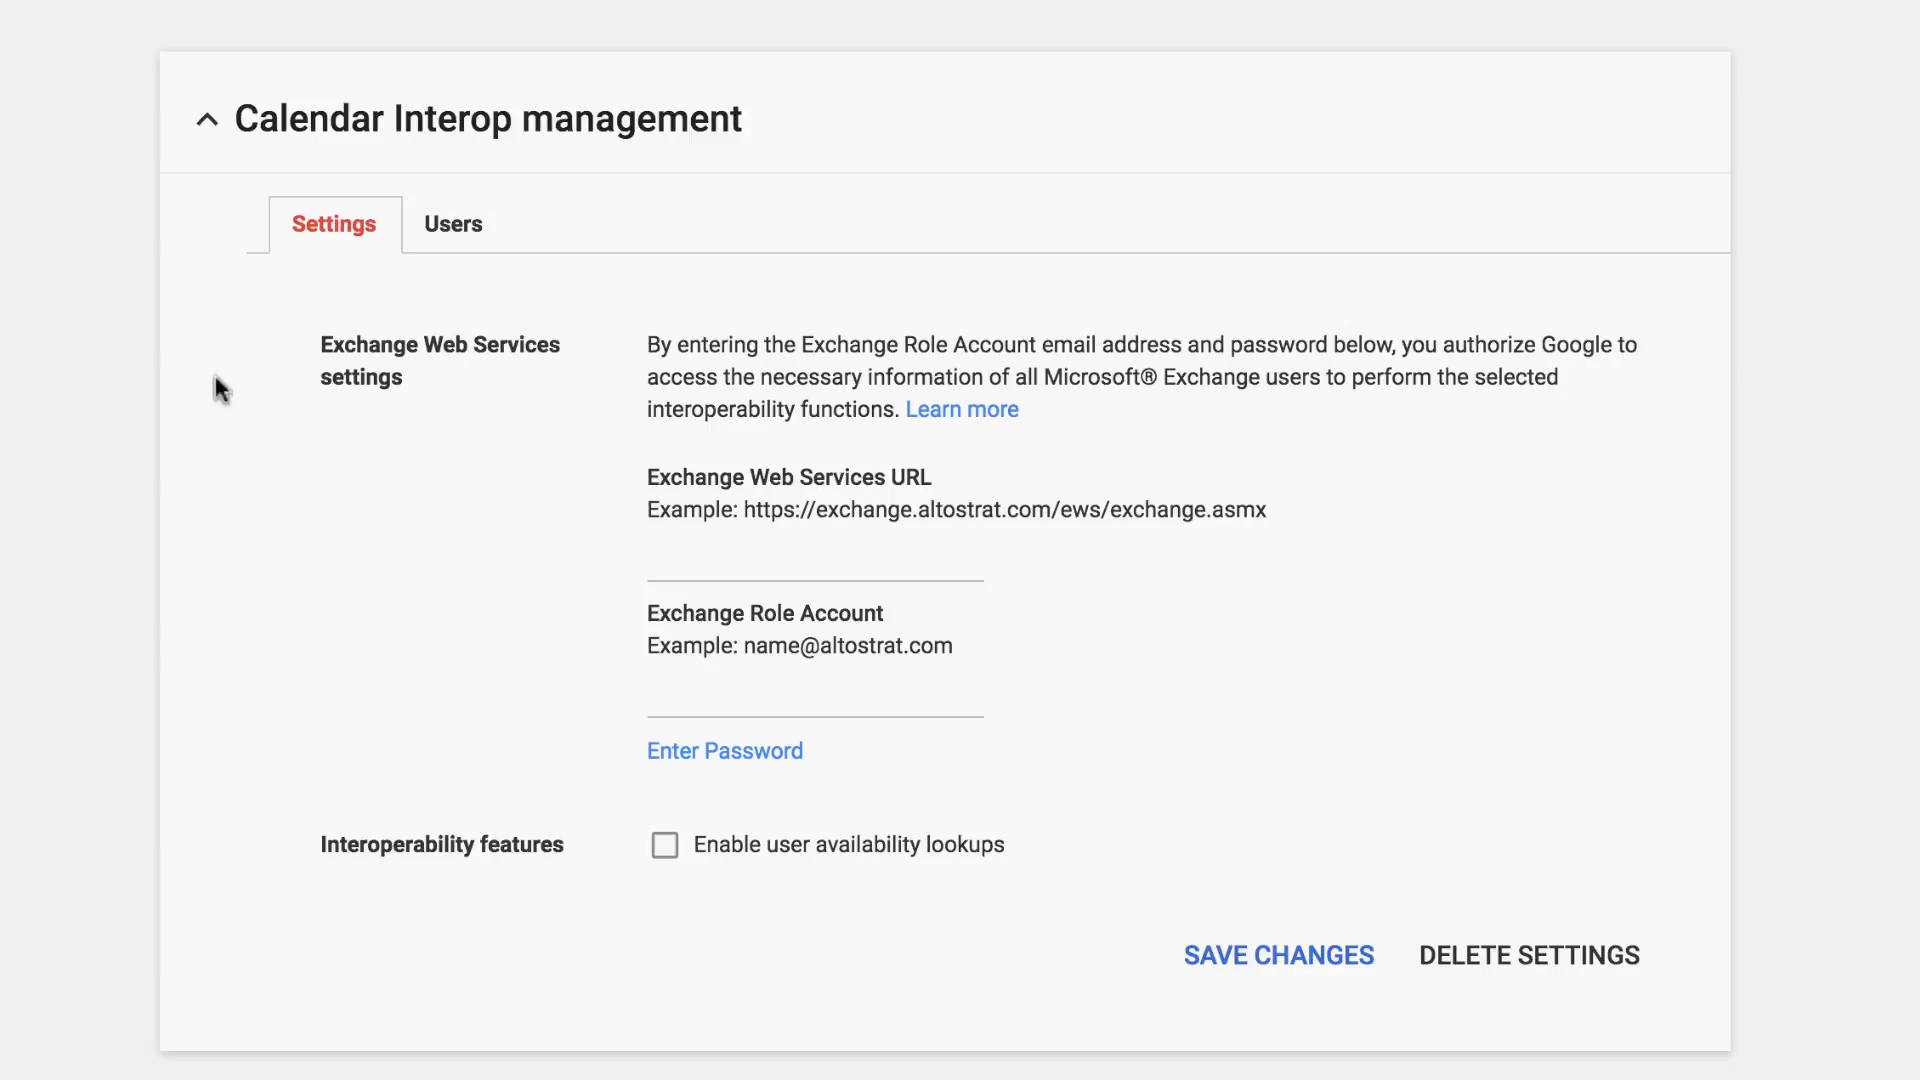 Calendar Interop management
Settings Users
Exchange Web Services
settings
By entering the Exchange Role Account email address and password below, you authorize Google to
access the necessary information of all Microsoft® Exchange users to perform the selected
interoperability functions. Learn more
Exchange Web Services URL
Example: https://exchange.altostrat.com/ews/exchange.asmx
Exchange Role Account
Example: name@altostrat.com
Enter Password
Interoperability features
Enable user availability lookups
SAVE CHANGES DELETE SETTINGS